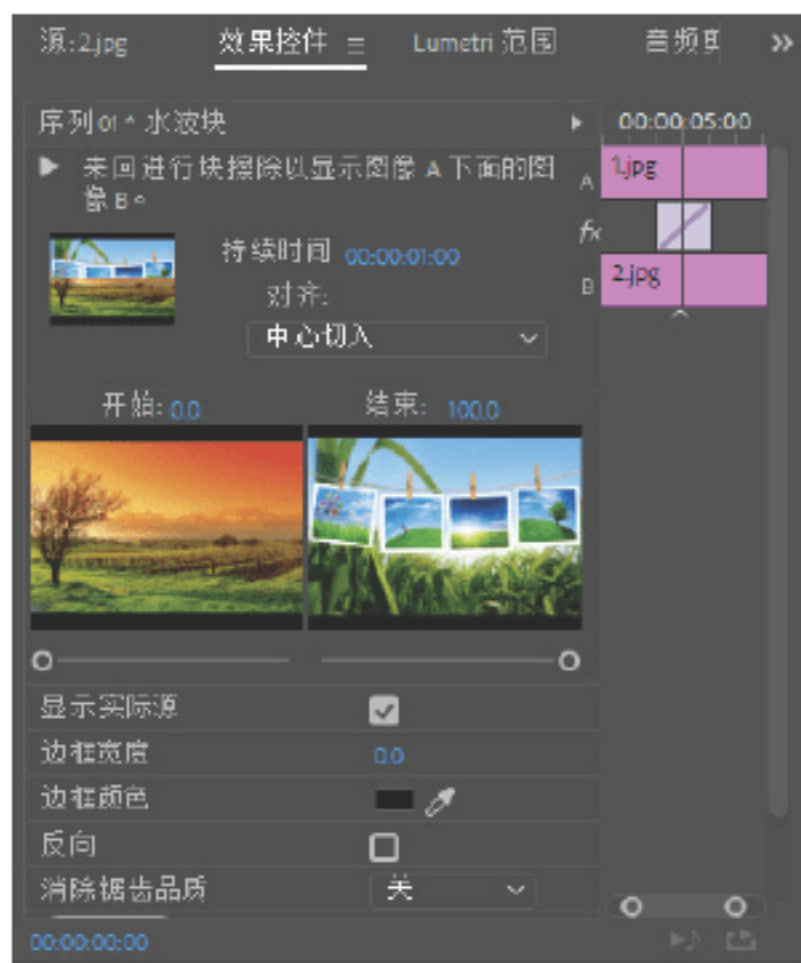 源:2.jpg 效果控件 Lumetri 范围 音频剪
序列01 * 水波块 00:00:05:00
来回进行块擦除以显示图像 A 下面的图
像 B。
A 1.jpg
持续时间 00:00:01:00
fx
对齐:
B 2.jpg
中心切入
开始: 0.0 结束: 100.0
显示实际源
边框宽度 0.0
边框颜色
反向
消除锯齿品质 关
00:00:00:00